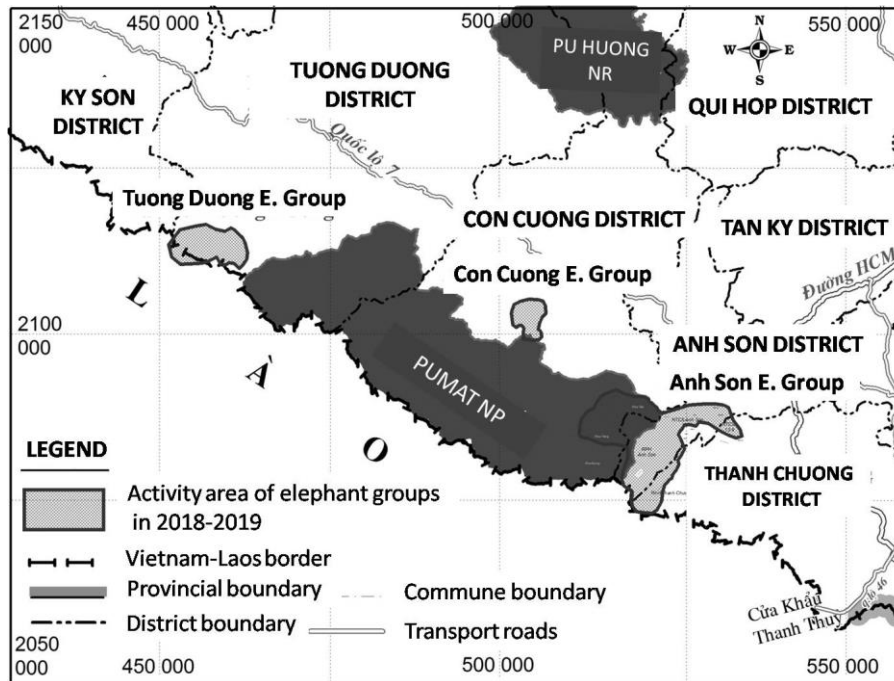 2150
000
450 000
500 000
550 000
N
W
E
S
PU HUONG
NR
TUONG DUONG
DISTRICT
KY SON
DISTRICT
QUI HOP DISTRICT
Quốc lô 7
Tuong Duong E. Group
CON CUONG DISTRICT
TAN KY DISTRICT
Con Cuong E. Group
Đường HCM
L
À
O
2100
000
ANH SON DISTRICT
Anh Son E. Group
PUMAT NP
THANH CHUONG
DISTRICT
LEGEND
Activity area of elephant groups
in 2018-2019
Vietnam-Laos border
Provincial boundary
District boundary
Commune boundary
Transport roads
Cửa Khẩu
Thanh Thuỷ
2050
000
450 000
500 000
550 000